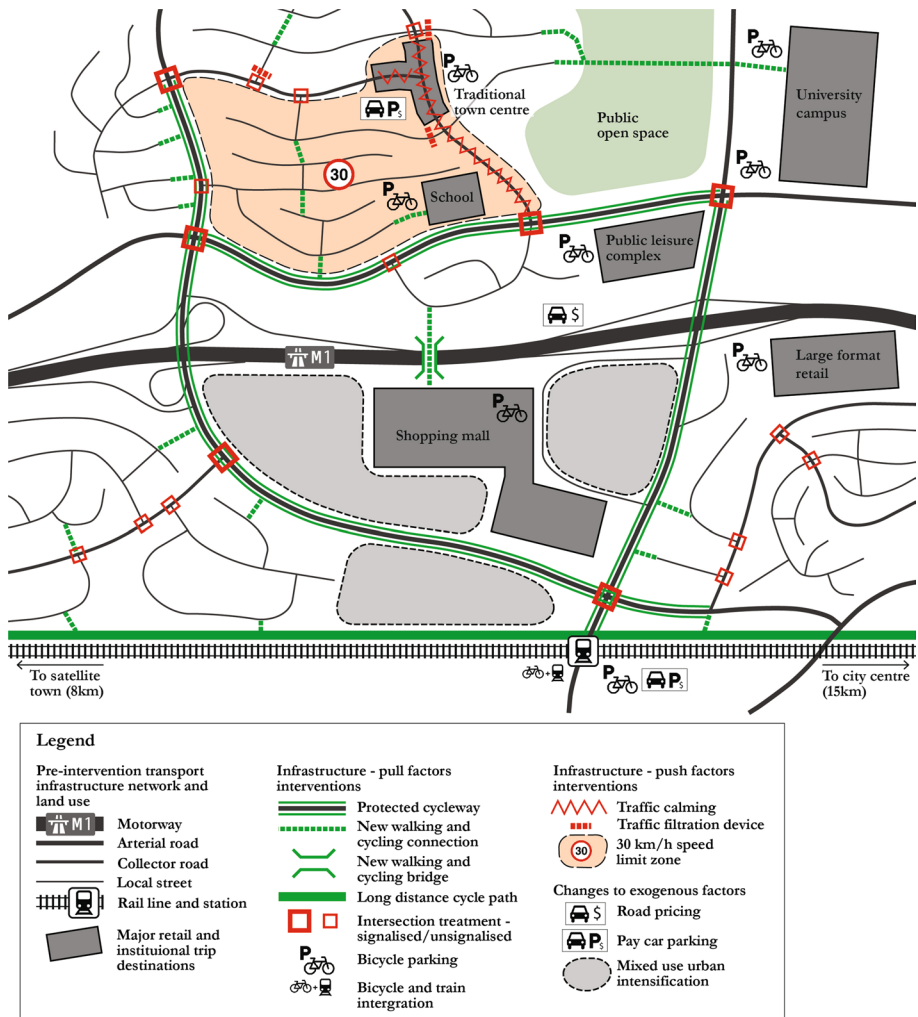 P
P
University
campus
Traditional
town centre
P$
Public
open space
P
30
P
School
P
Public leisure
complex
$
M1
P
Large format
retail
P
Shopping mall
To satellite
town (8km)
+
P
P$
To city centre
(15km)
Legend
Pre-intervention transport
infrastructure network and
land use
M1
Motorway
Arterial road
Collector road
Local street
Rail line and station
Major retail and
instituional trip
destinations
Infrastructure - pull factors
interventions
Protected cycleway
New walking and
cycling connection
New walking and
cycling bridge
Long distance cycle path
Intersection treatment -
signalised/unsignalised
P
Bicycle parking
+
Bicycle and train
intergration
Infrastructure - push factors
interventions
Traffic calming
Traffic filtration device
30
30 km/h speed
limit zone
Changes to exogenous factors
$
Road pricing
P$
Pay car parking
Mixed use urban
intensification